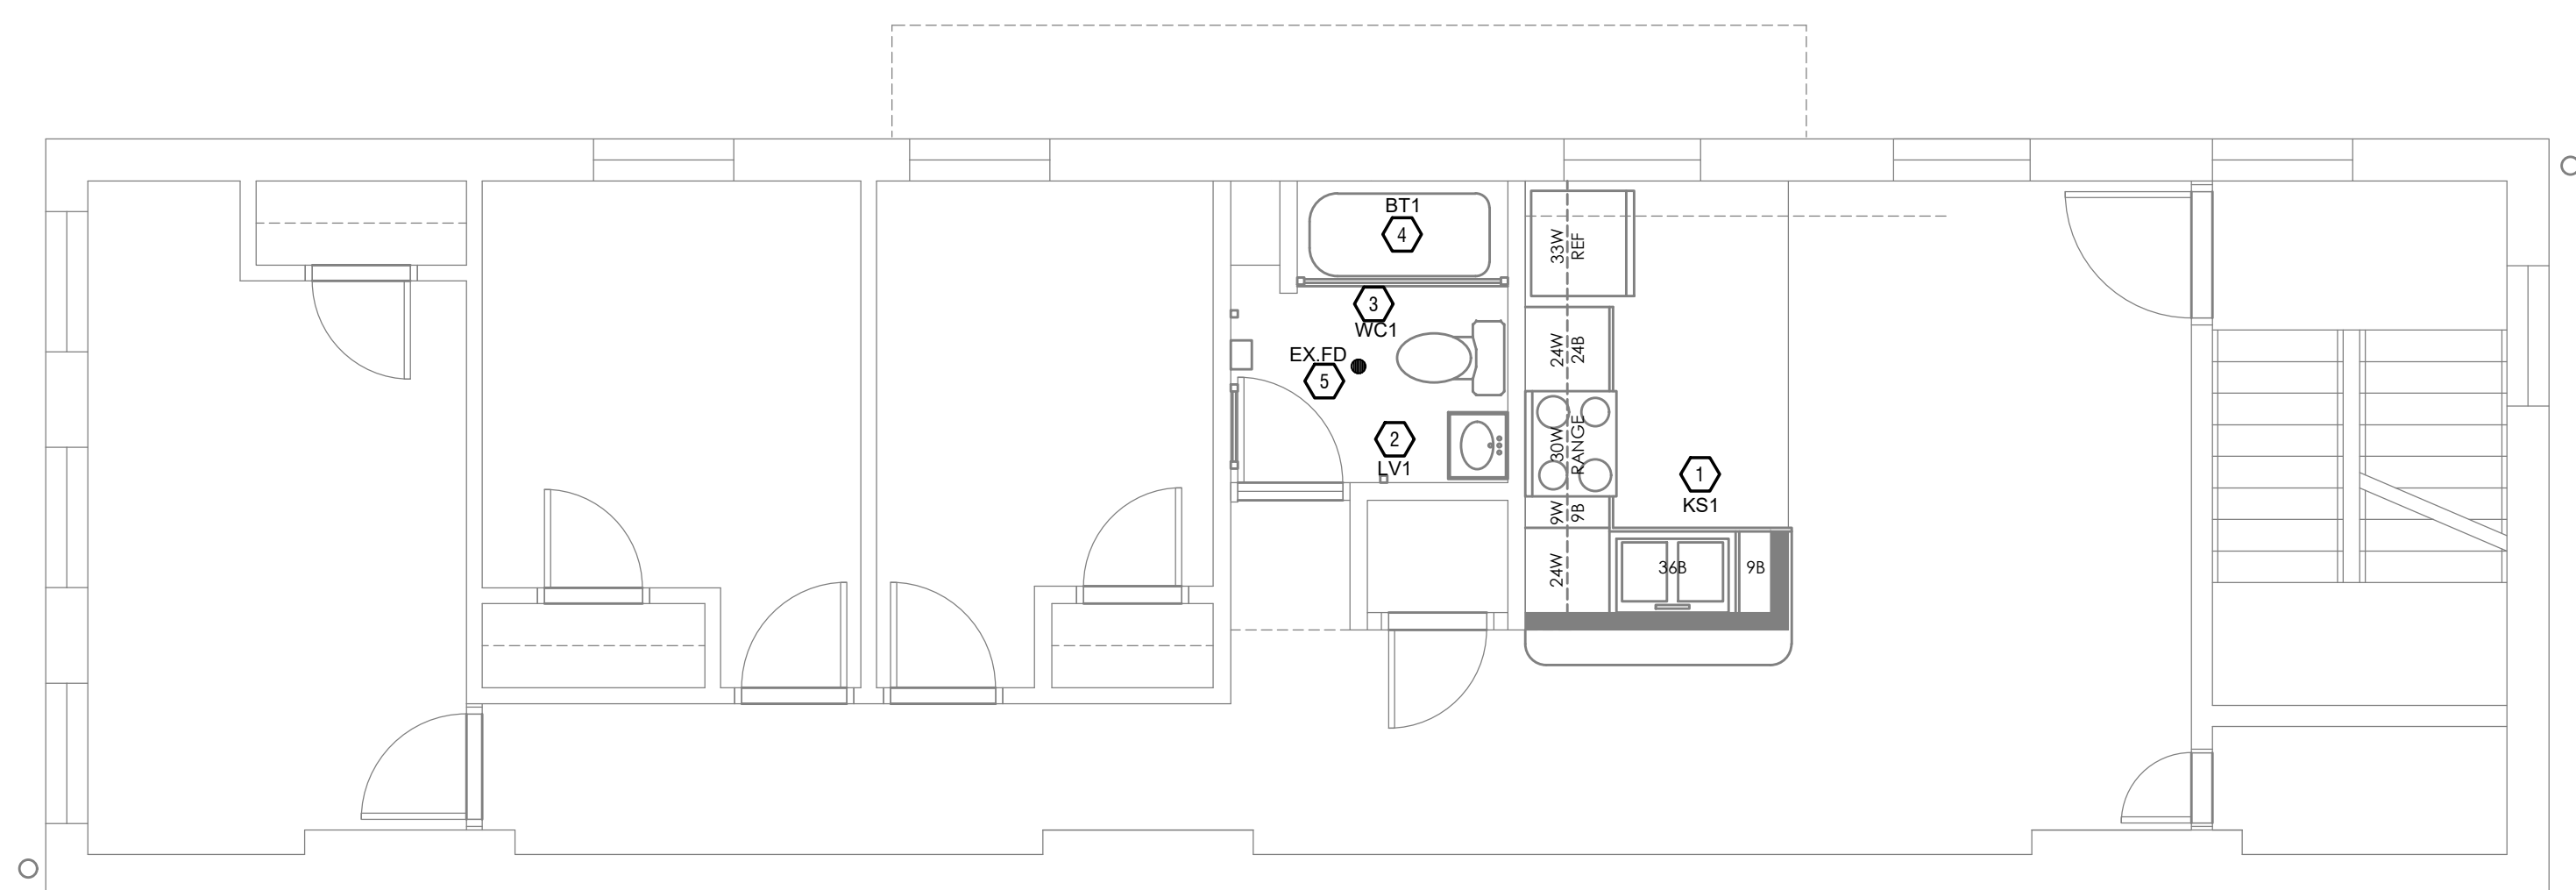 BT1
4
3
WC1
EX.FD
5
2
LV1
33W
REF
24W
24B
30W
RANGE
9W
9B
24W
36B
9B
1
KS1